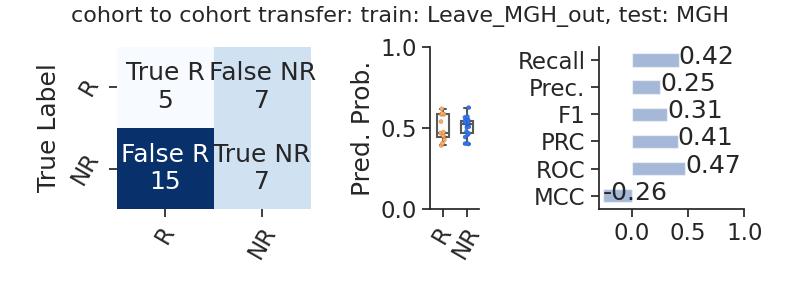 cohort to cohort transfer: train: Leave_MGH_out, test: MGH
True Label
R
NR
True R
5
False NR
7
False R
15
True NR
7
R
NR
Pred. Prob.
1.0
0.5
0.0
R
NR
Recall
0.42
Prec.
0.25
F1
0.31
PRC
0.41
ROC
0.47
MCC
-0.26
0.0
0.5
1.0